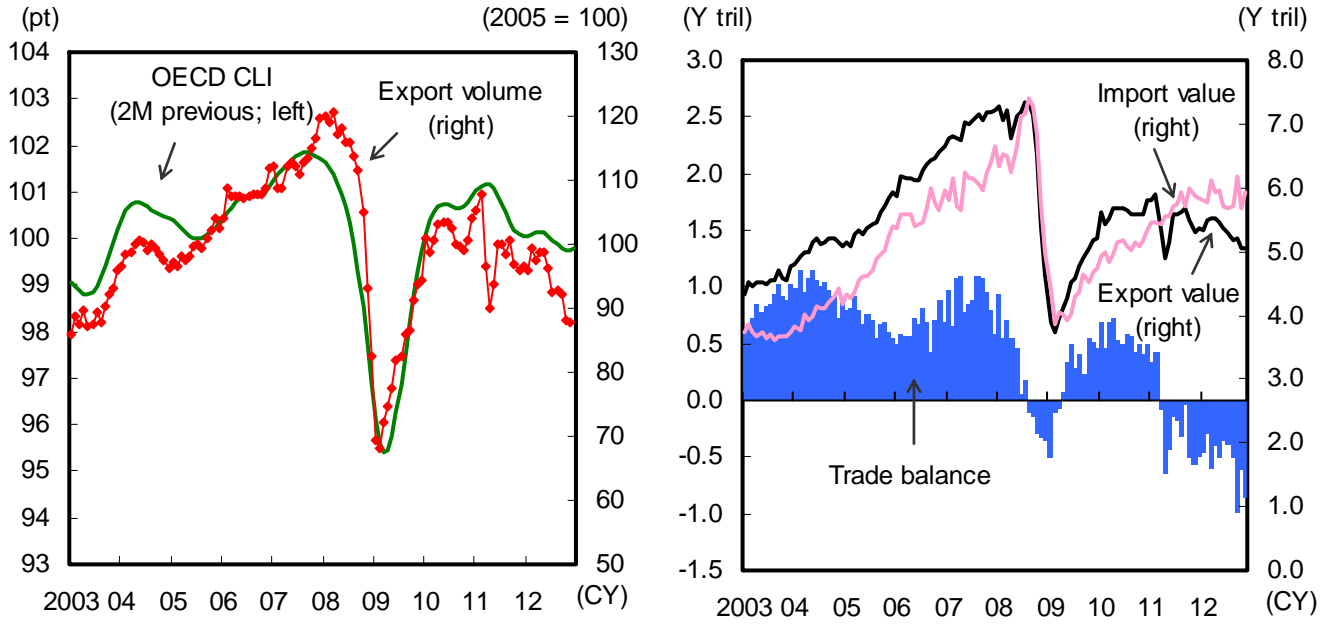 (pt)
(2005 = 100)
104
103
102
101
100
99
98
97
96
95
94
93
130
120
110
100
90
80
70
60
50
OECD CLI
(2M previous; left)
Export volume
(right)
2003 04 05 06 07 08 09 10 11 12
(CY)
(Y tril)
(Y tril)
3.0
2.5
2.0
1.5
1.0
0.5
0.0
-0.5
-1.0
-1.5
8.0
7.0
6.0
5.0
4.0
3.0
2.0
1.0
0.0
Import value
(right)
Export value
(right)
Trade balance
2003 04 05 06 07 08 09 10 11 12
(CY)